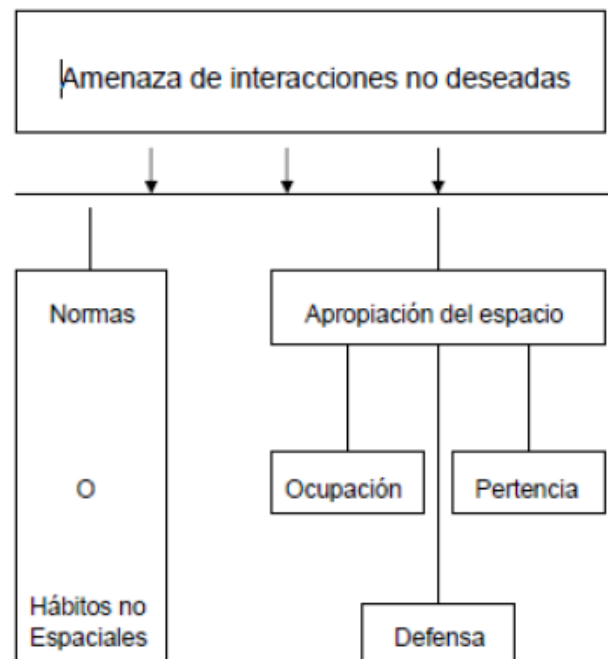 Amenaza de interacciones no deseadas
Normas
Apropiación del espacio
O
Ocupación
Pertencia
Hábitos no
Espaciales
Defensa